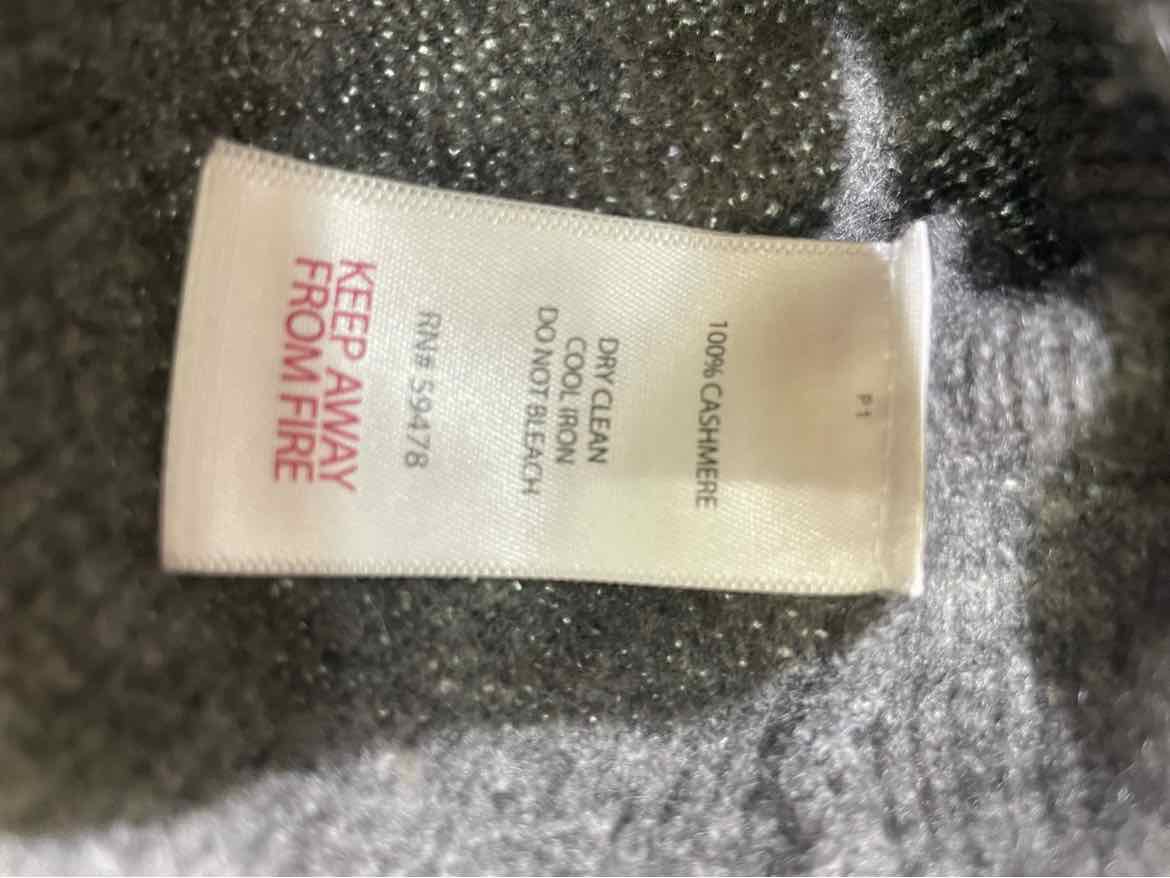 P1
100% CASHMERE
DRY CLEAN
COOL IRON
DO NOT BLEACH
RN# 59478
KEEP AWAY
FROM FIRE